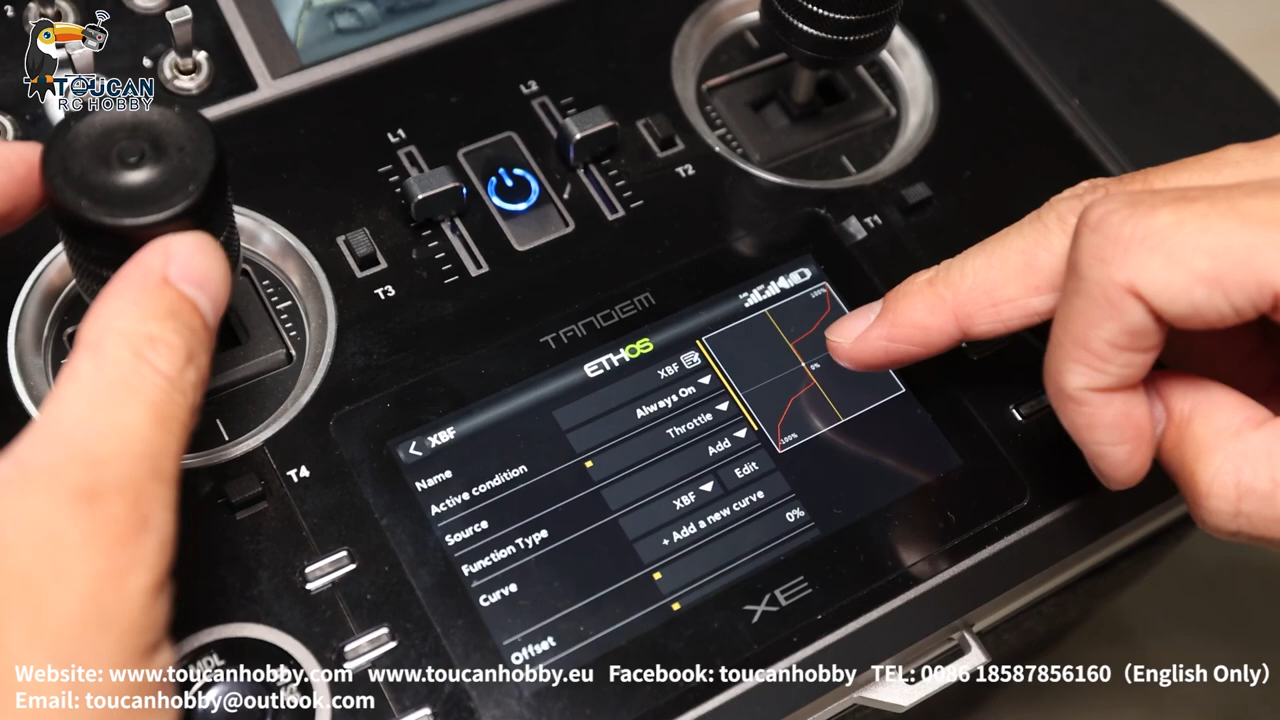 2
TOUCAN
RC HOBBY
L1
L2
T2
T1
T3
T4
TANDEM
ETHOS
XBF
Name
XBF
Active condition
Always On
Source
Throttle
Function Type
Add
Curve
XBF
Edit
+ Add a new curve
Offset
0%
100%
0%
-100%
XE
MDL
Website: www.toucanhobby.com www.toucanhobby.eu Facebook: toucanhobby TEL: 0086 18587856160（English Only）
Email: toucanhobby@outlook.com